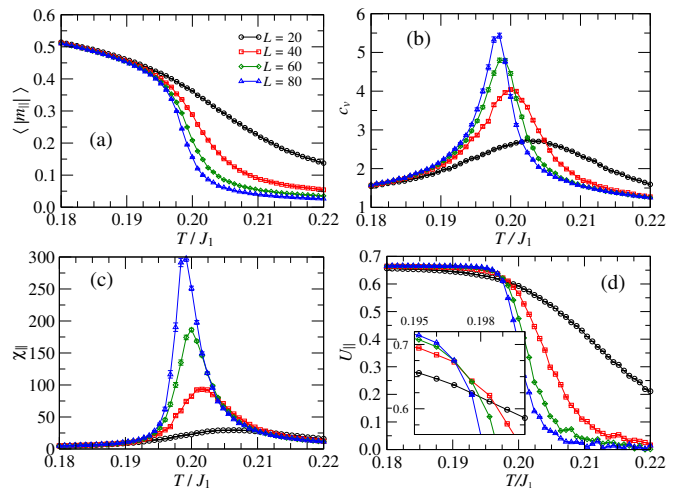 0.6
0.5
0.4
0.3
0.2
0.1
0.0
⟨ |m||| ⟩
L = 20
L = 40
L = 60
L = 80
(a)
0.18 0.19 0.20 0.21 0.22
T / J1
6
5
4
3
2
1
cv
(b)
0.18 0.19 0.20 0.21 0.22
T / J1
300
250
200
150
100
50
0
χ||
(c)
0.18 0.19 0.20 0.21 0.22
T / J1
0.7
0.6
0.5
0.4
0.3
0.2
0.1
0.0
U||
(d)
0.195 0.198
0.7
0.6
0.18 0.19 0.20 0.21 0.22
T/J1